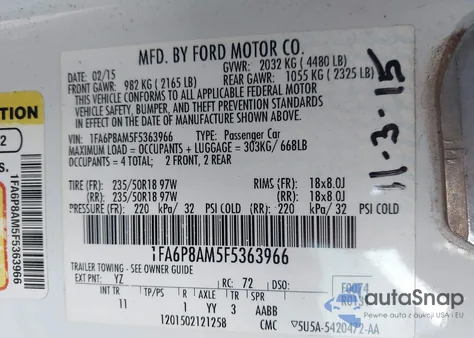 MFD. BY FORD MOTOR CO.
DATE: 02/15 GVWR: 2032 KG ( 4480 LB)
FRONT GAWR: 982 KG ( 2165 LB) REAR GAWR: 1055 KG ( 2325 LB)
THIS VEHICLE CONFORMS TO ALL APPLICABLE FEDERAL MOTOR
VEHICLE SAFETY, BUMPER, AND THEFT PREVENTION STANDARDS
IN EFFECT ON THE DATE OF MANUFACTURE SHOWN ABOVE.
VIN: 1FA6P8AM5F5363966 TYPE: Passenger Car
MAXIMUM LOAD = OCCUPANTS + LUGGAGE = 303KG/ 668LB
OCCUPANTS = 4 TOTAL: 2 FRONT, 2 REAR
TIRE (FR): 235/50R18 97W RIMS (FR): 18x8.0J
(RR): 235/50R18 97W (RR): 18x8.0J
PRESSURE (FR): 220 kPa/ 32 PSI COLD (RR): 220 kPa/ 32 PSI COLD
1FA6P8AM5F5363966
TRAILER TOWING - SEE OWNER GUIDE
EXT PNT: YZ RC: 72 DSO: F0074
INT TR TP/PS R AXLE TR SPR
11 1 YY 3 AABB
1201502121258 CMC 5U5A-5420472-AA
11-3-15
TION
2
S.
1FA6P8AM5F5363966
autoSnap